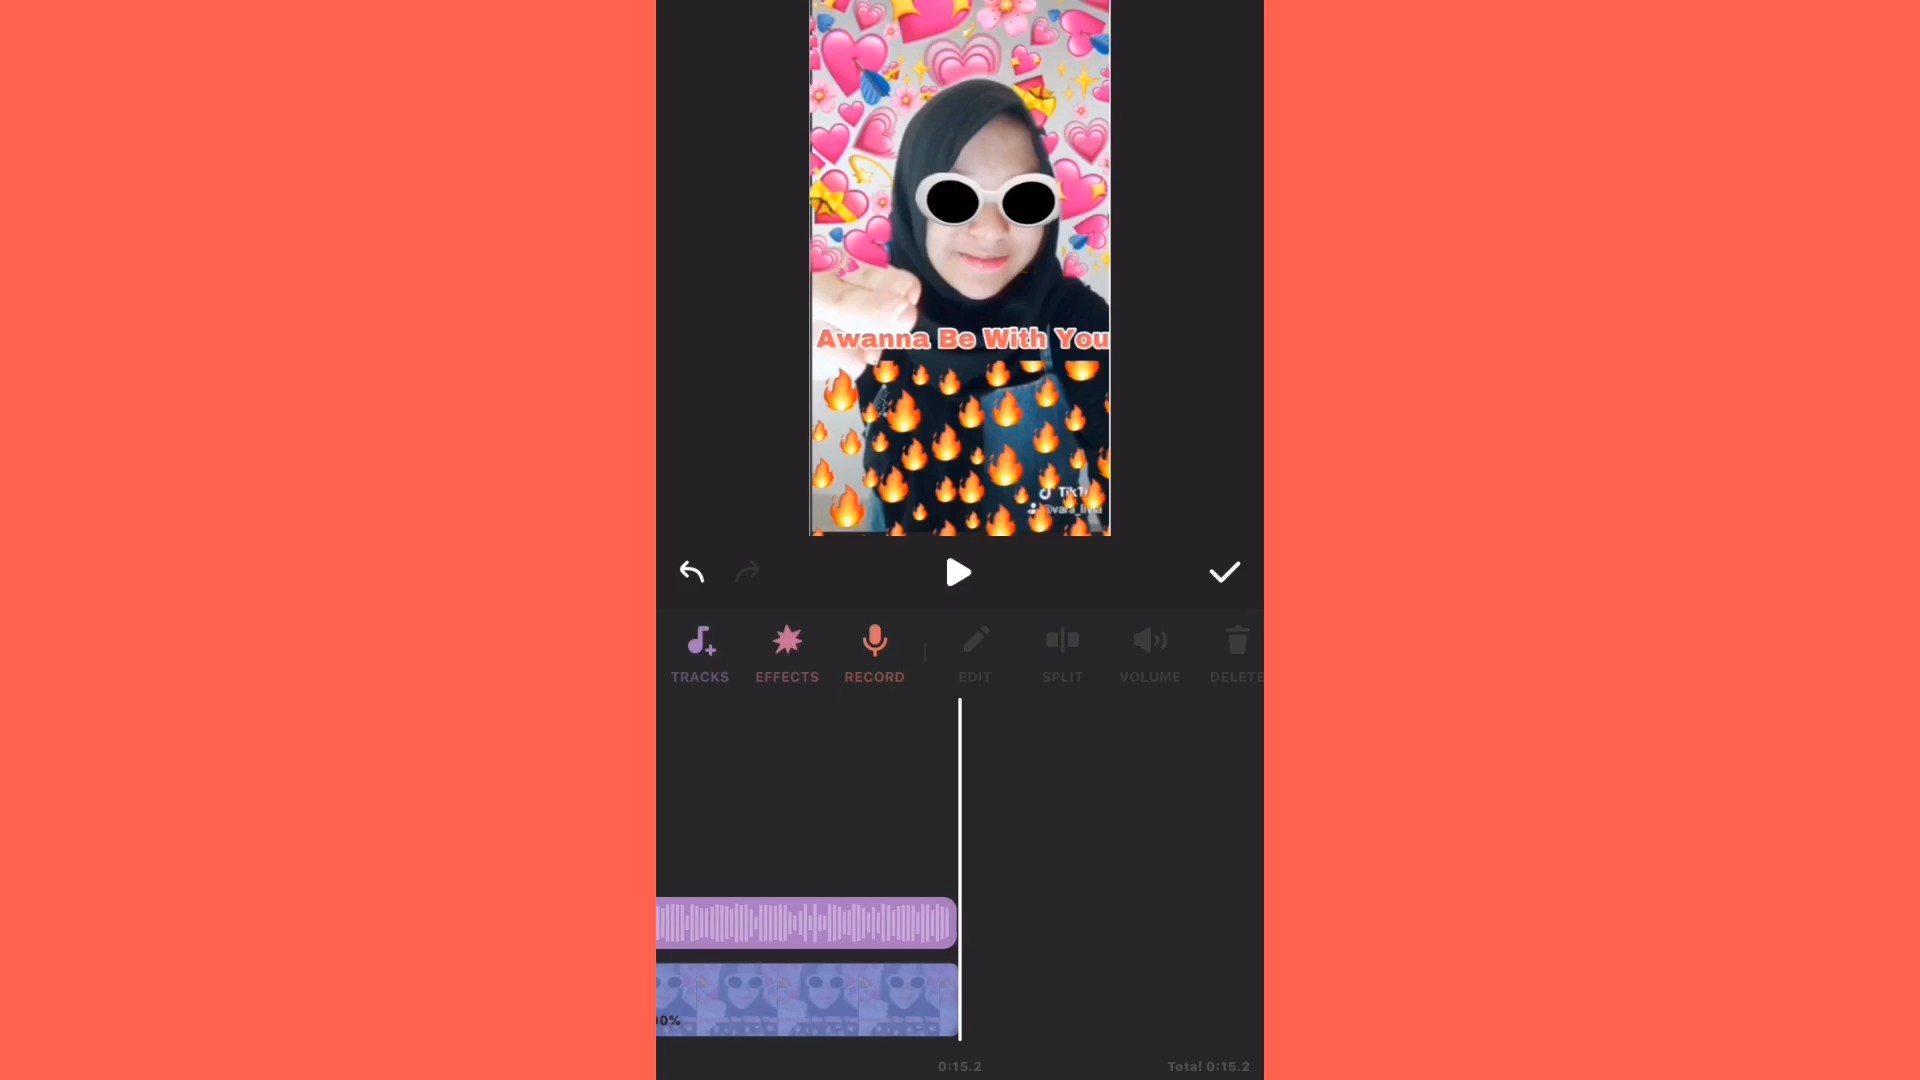 Awanna Be With You
TRACKS
EFFECTS
RECORD
EDIT
SPLIT
VOLUME
DELETE
0:15.2
Total 0:15.2